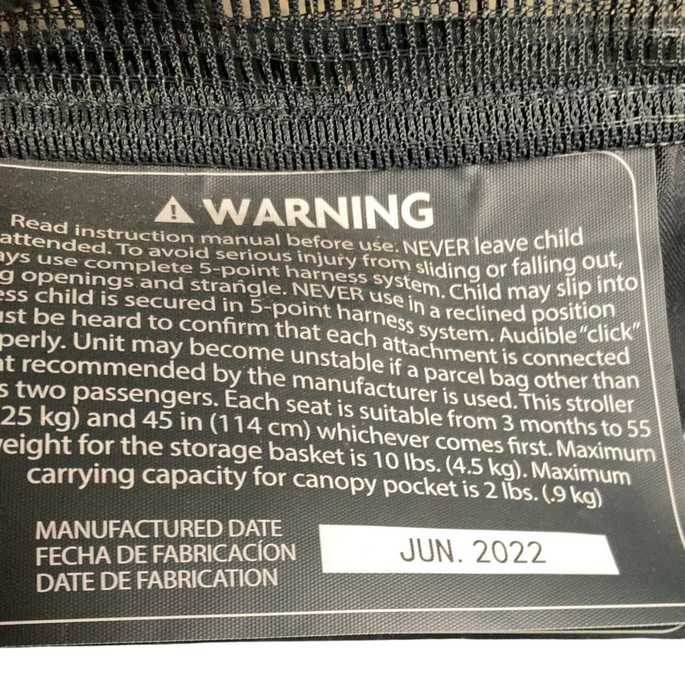 WARNING
Read instruction manual before use. NEVER leave child
attended. To avoid serious injury from sliding or falling out,
ays use complete 5-point harness system. Child may slip into
g openings and strangle. NEVER use in a reclined position
ess child is secured in 5-point harness system. Audible "click"
ust be heard to confirm that each attachment is connected
perly. Unit may become unstable if a parcel bag other than
t recommended by the manufacturer is used. This stroller
s two passengers. Each seat is suitable from 3 months to 55
25 kg) and 45 in (114 cm) whichever comes first. Maximum
eight for the storage basket is 10 lbs. (4.5 kg). Maximum
carrying capacity for canopy pocket is 2 lbs. (.9 kg)
MANUFACTURED DATE
FECHA DE FABRICACÍON
DATE DE FABRICATION
JUN. 2022